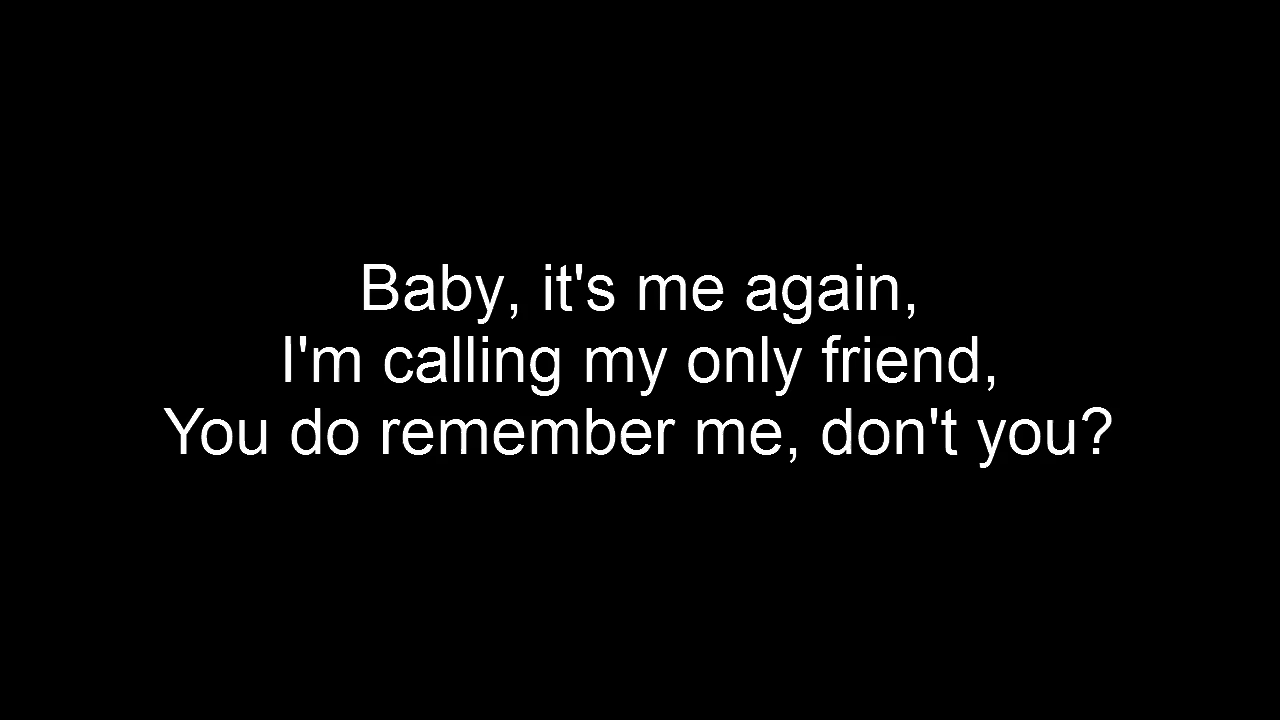 Baby, it's me again,
I'm calling my only friend,
You do remember me, don't you?